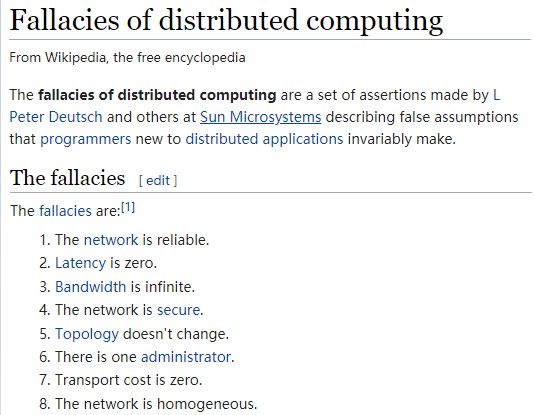 Fallacies of distributed computing
From Wikipedia, the free encyclopedia
The fallacies of distributed computing are a set of assertions made by L
Peter Deutsch and others at Sun Microsystems describing false assumptions
that programmers new to distributed applications invariably make.
The fallacies [ edit ]
The fallacies are:[1]
1. The network is reliable.
2. Latency is zero.
3. Bandwidth is infinite.
4. The network is secure.
5. Topology doesn't change.
6. There is one administrator.
7. Transport cost is zero.
8. The network is homogeneous.